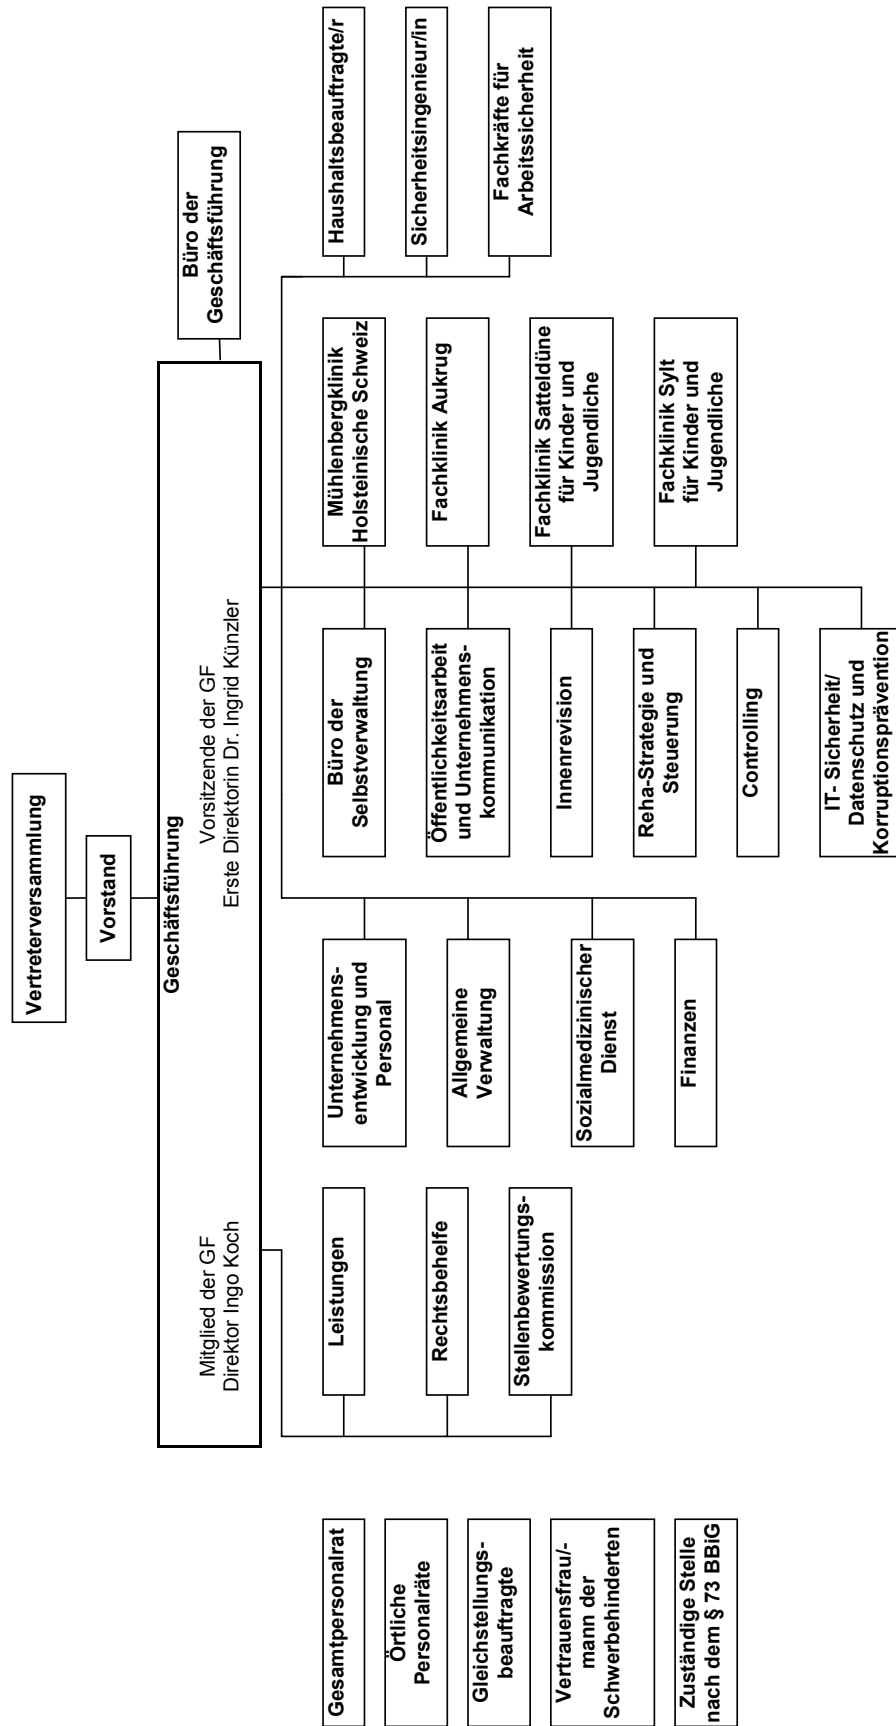 Vertreterversammlung
Vorstand
Geschäftsführung
Mitglied der GF
Direktor Ingo Koch
Vorsitzende der GF
Erste Direktorin Dr. Ingrid Künzler
Büro der
Geschäftsführung
Gesamtpersonalrat
Örtliche
Personalräte
Gleichstellungs-
beauftragte
Vertrauensfrau/-
mann der
Schwerbehinderten
Zuständige Stelle
nach dem § 73 BBiG
Leistungen
Rechtsbehelfe
Stellenbewertungs-
kommission
Unternehmens-
entwicklung und
Personal
Allgemeine
Verwaltung
Sozialmedizinischer
Dienst
Finanzen
Büro der
Selbstverwaltung
Öffentlichkeitsarbeit
und Unternehmens-
kommunikation
Innenrevision
Reha-Strategie und
Steuerung
Controlling
IT- Sicherheit/
Datenschutz und
Korruptionsprävention
Mühlenbergklinik
Holsteinische Schweiz
Fachklinik Aukrug
Fachklinik Satteldüne
für Kinder und
Jugendliche
Fachklinik Sylt
für Kinder und
Jugendliche
Haushaltsbeauftragte/r
Sicherheitsingenieur/in
Fachkräfte für
Arbeitssicherheit